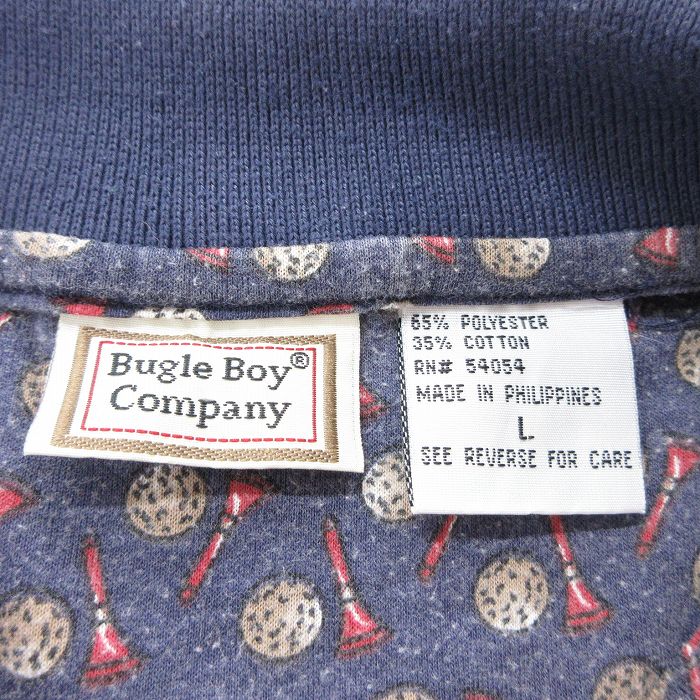 Bugle Boy®
Company
65% POLYESTER
35% COTTON
RN# 54054
MADE IN PHILIPPINES
L
SEE REVERSE FOR CARE